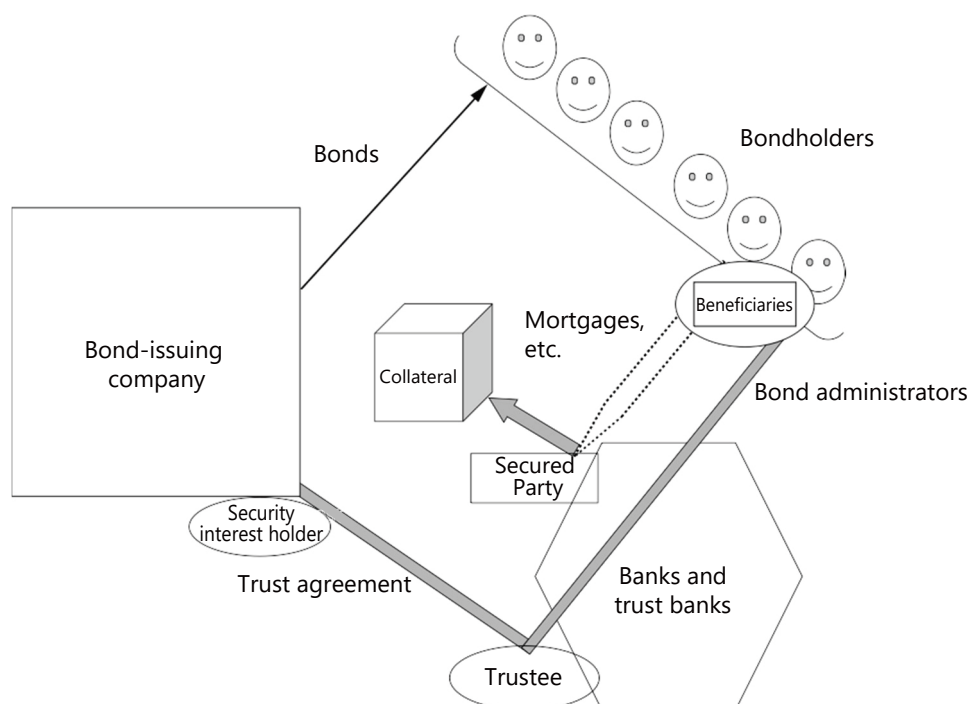 Bondholders
Bonds
Beneficiaries
Mortgages,
etc.
Bond-issuing
company
Collateral
Bond administrators
Secured
Party
Security
interest holder
Trust agreement
Banks and
trust banks
Trustee